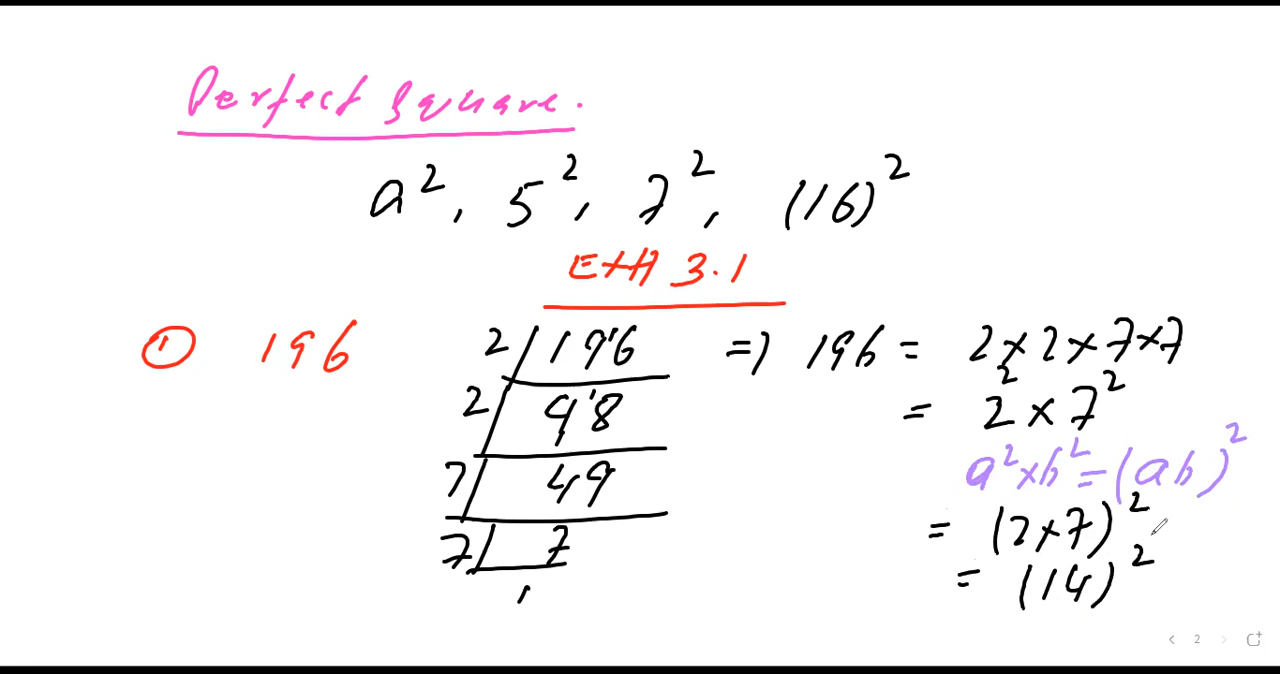 Perfect square.
a², 5², 7², (16)²
EXH 3.1
① 196
2 196 => 196 = 2×2×7×7
2 98 = 2²×7²
7 49 a²×b² = (ab)²
7 7 = (2×7)²
1 = (14)²
2